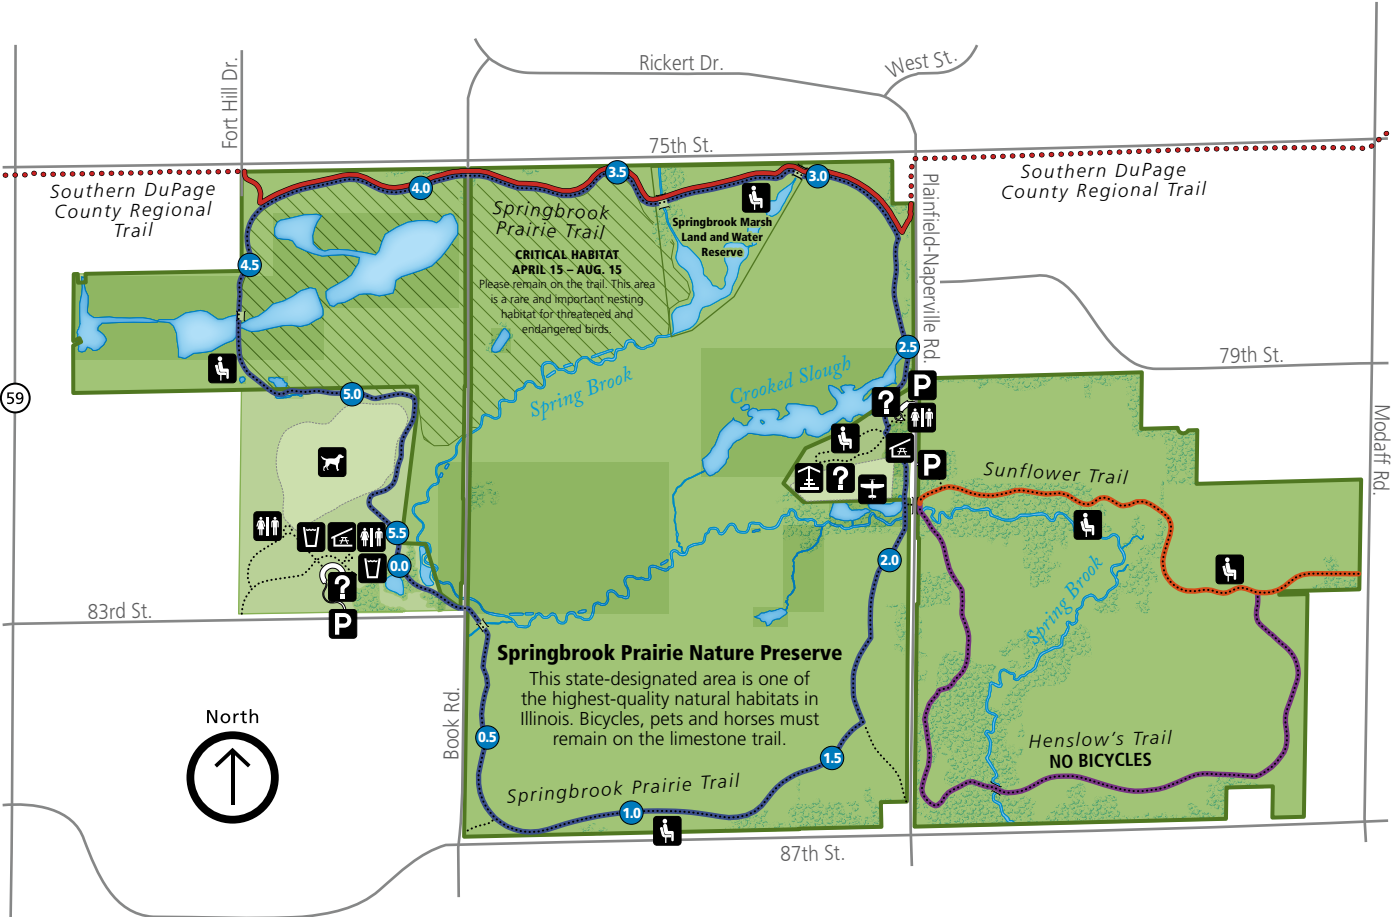 Rickert Dr.
West St.
Fort Hill Dr.
75th St.
Southern DuPage
County Regional
Trail
Southern DuPage
County Regional Trail
4.0
3.5
3.0
Springbrook
Prairie Trail
CRITICAL HABITAT
APRIL 15 – AUG. 15
Please remain on the trail. This area
is a rare and important nesting
habitat for threatened and
endangered birds.
Springbrook Marsh
Land and Water
Reserve
Plainfield-Naperville Rd.
4.5
2.5
79th St.
59
5.0
Spring Brook
Crooked Slough
P
?
Modaff Rd.
?
P
Sunflower Trail
5.5
0.0
2.0
?
P
83rd St.
Spring Brook
Springbrook Prairie Nature Preserve
This state-designated area is one of
the highest-quality natural habitats in
Illinois. Bicycles, pets and horses must
remain on the limestone trail.
North
Book Rd.
0.5
1.5
Henslow's Trail
NO BICYCLES
Springbrook Prairie Trail
1.0
87th St.